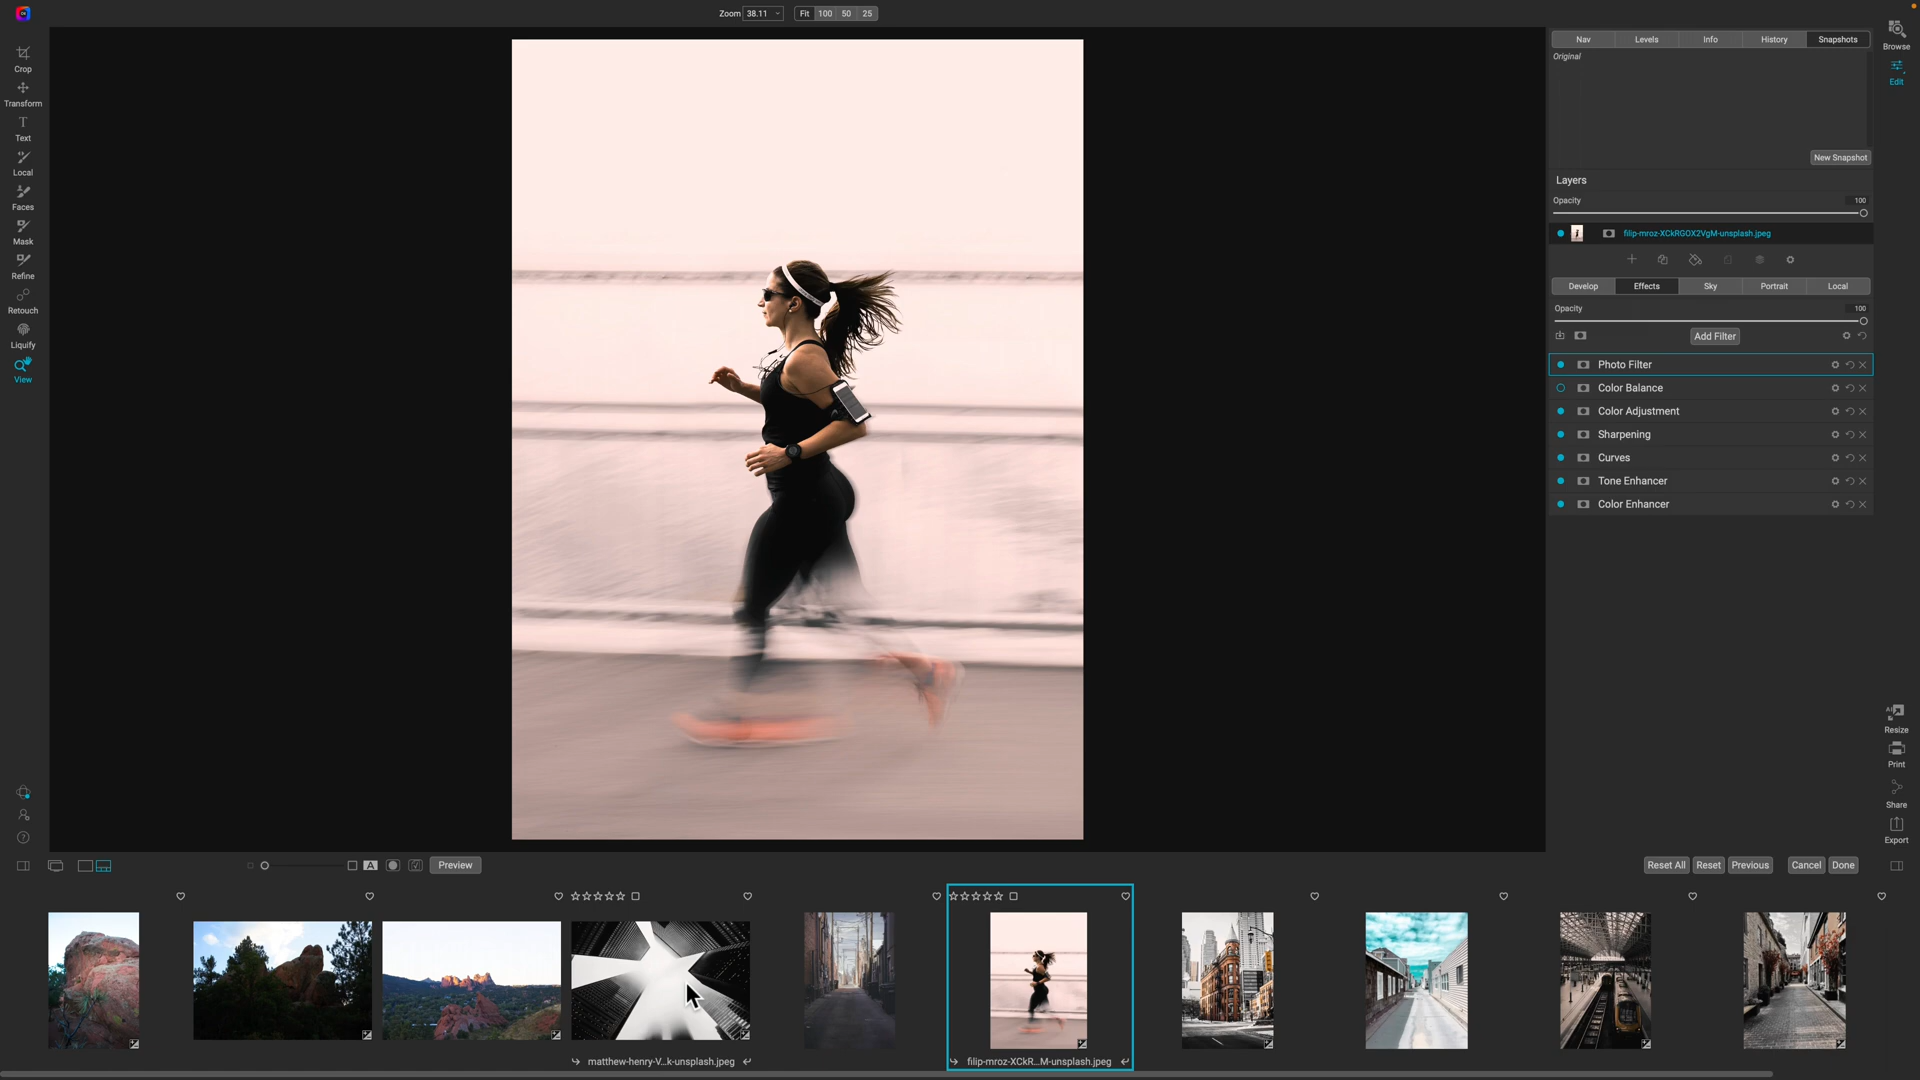 Zoom 38.11 Fit 100 50 25
Crop
Transform
Text
Local
Faces
Mask
Refine
Retouch
Liquify
View
Nav Levels Info History Snapshots
Original
New Snapshot
Layers
Opacity 100
filip-mroz-XCkRGOX2VgM-unsplash.jpeg
Develop Effects Sky Portrait Local
Opacity 100
Add Filter
Photo Filter
Color Balance
Color Adjustment
Sharpening
Curves
Tone Enhancer
Color Enhancer
Browse
Edit
Resize
Print
Share
Export
A Preview
Reset All Reset Previous Cancel Done
matthew-henry-V...k-unsplash.jpeg
filip-mroz-XCkR...M-unsplash.jpeg